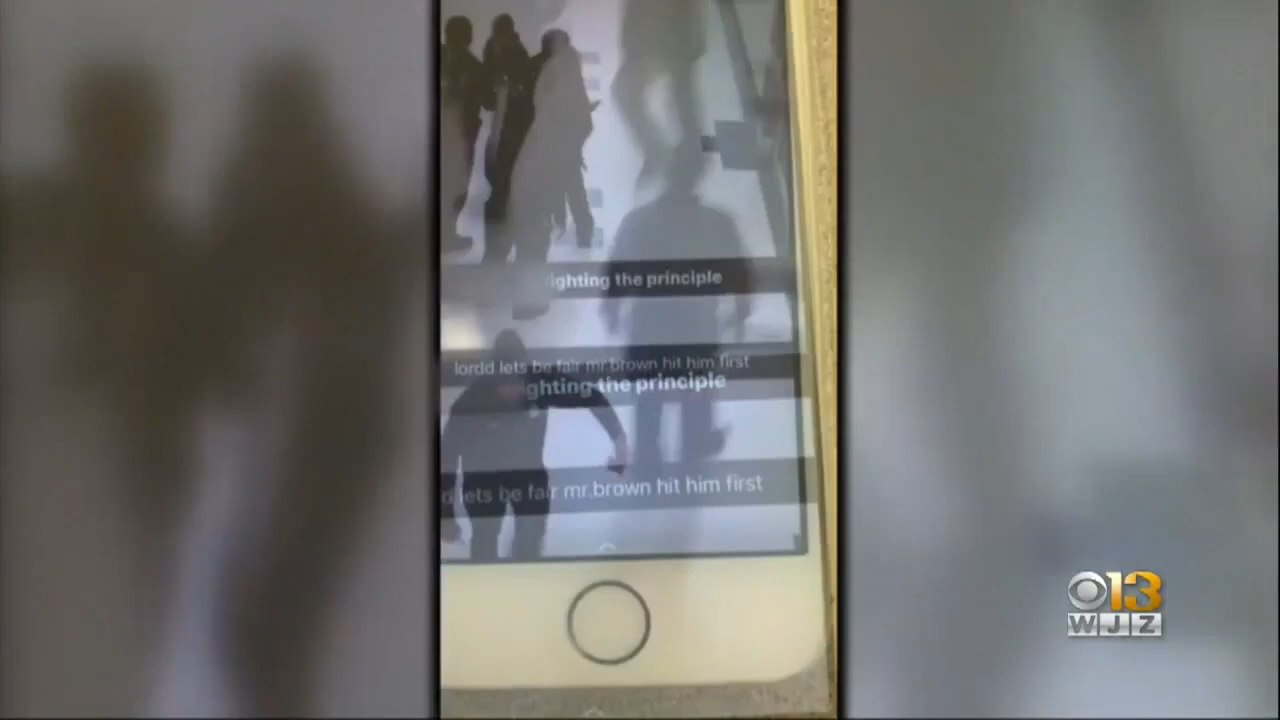 ighting the principle
lordd lets be fair mr.brown hit him first
ghting the principle
d lets be fair mr.brown hit him first
13
WJZ